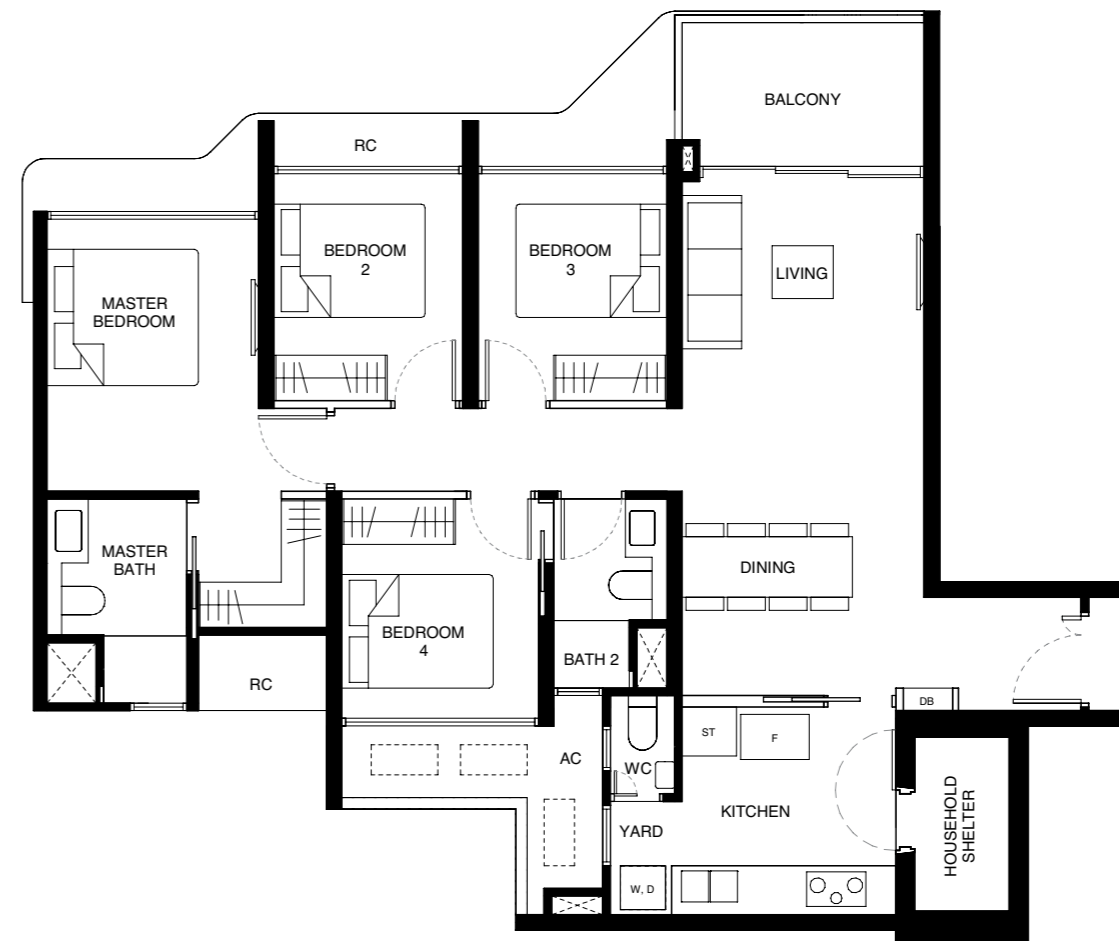 BALCONY
RC
BEDROOM
2
BEDROOM
3
LIVING
MASTER
BEDROOM
MASTER
BATH
DINING
BEDROOM
4
BATH 2
RC
DB
ST
F
AC
WC
KITCHEN
YARD
HOUSEHOLD
SHELTER
W, D